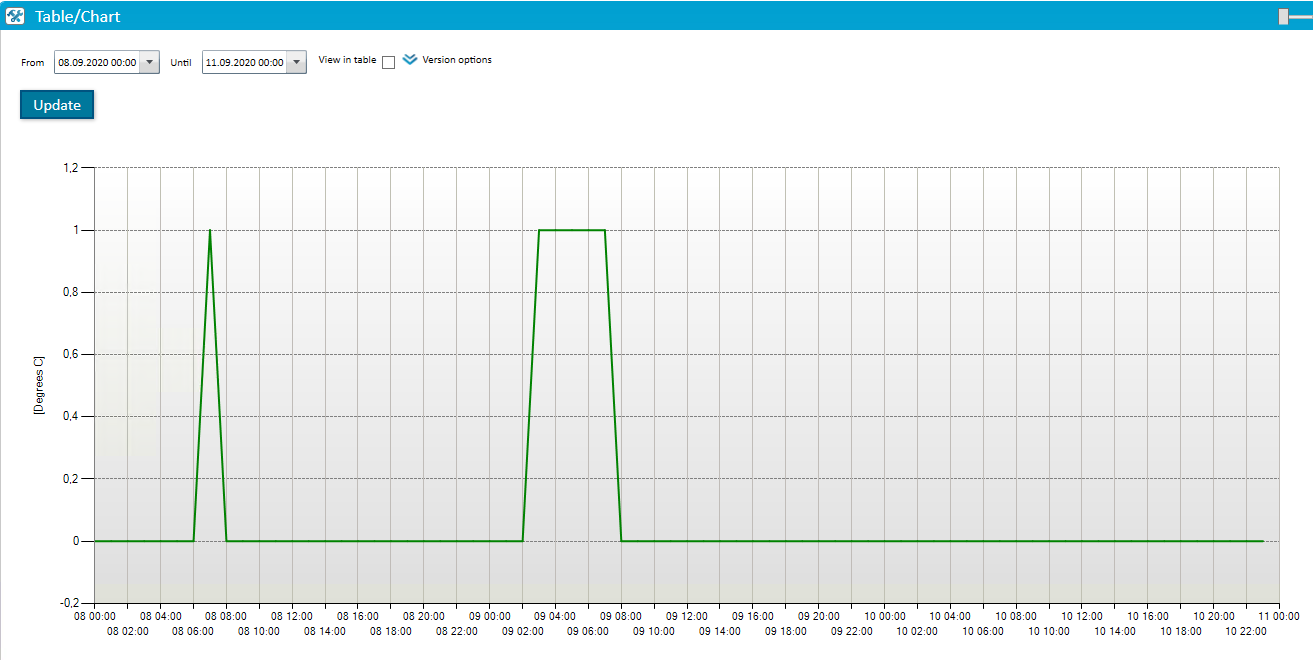 Table/Chart
From 08.09.2020 00:00 Until 11.09.2020 00:00 View in table Version options
Update
1,2
1
0,8
0,6
0,4
0,2
0
-0,2
[Degrees C]
08 00:00 08 04:00 08 08:00 08 12:00 08 16:00 08 20:00 09 00:00 09 04:00 09 08:00 09 12:00 09 16:00 09 20:00 10 00:00 10 04:00 10 08:00 10 12:00 10 16:00 10 20:00 11 00:00
08 02:00 08 06:00 08 10:00 08 14:00 08 18:00 08 22:00 09 02:00 09 06:00 09 10:00 09 14:00 09 18:00 09 22:00 10 02:00 10 06:00 10 10:00 10 14:00 10 18:00 10 22:00